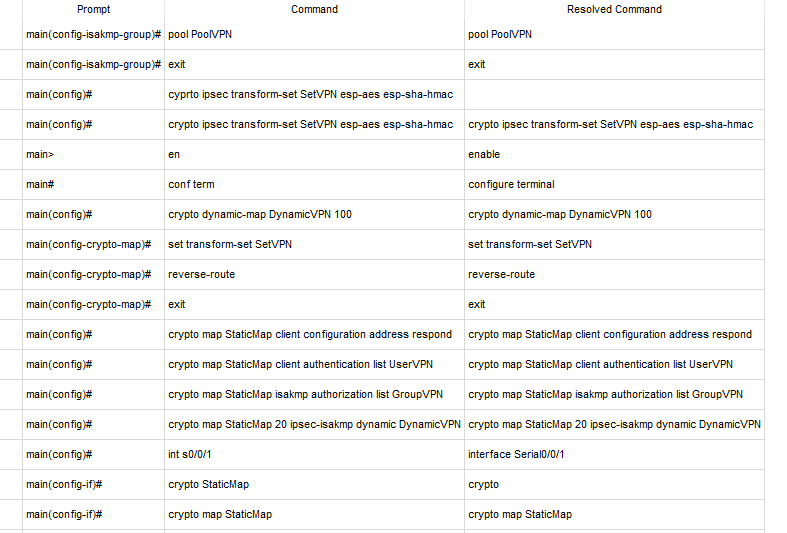 Prompt Command Resolved Command
main(config-isakmp-group)# pool PoolVPN pool PoolVPN
main(config-isakmp-group)# exit exit
main(config)# cyprto ipsec transform-set SetVPN esp-aes esp-sha-hmac
main(config)# crypto ipsec transform-set SetVPN esp-aes esp-sha-hmac crypto ipsec transform-set SetVPN esp-aes esp-sha-hmac
main> en enable
main# conf term configure terminal
main(config)# crypto dynamic-map DynamicVPN 100 crypto dynamic-map DynamicVPN 100
main(config-crypto-map)# set transform-set SetVPN set transform-set SetVPN
main(config-crypto-map)# reverse-route reverse-route
main(config-crypto-map)# exit exit
main(config)# crypto map StaticMap client configuration address respond crypto map StaticMap client configuration address respond
main(config)# crypto map StaticMap client authentication list UserVPN crypto map StaticMap client authentication list UserVPN
main(config)# crypto map StaticMap isakmp authorization list GroupVPN crypto map StaticMap isakmp authorization list GroupVPN
main(config)# crypto map StaticMap 20 ipsec-isakmp dynamic DynamicVPN crypto map StaticMap 20 ipsec-isakmp dynamic DynamicVPN
main(config)# int s0/0/1 interface Serial0/0/1
main(config-if)# crypto StaticMap crypto
main(config-if)# crypto map StaticMap crypto map StaticMap